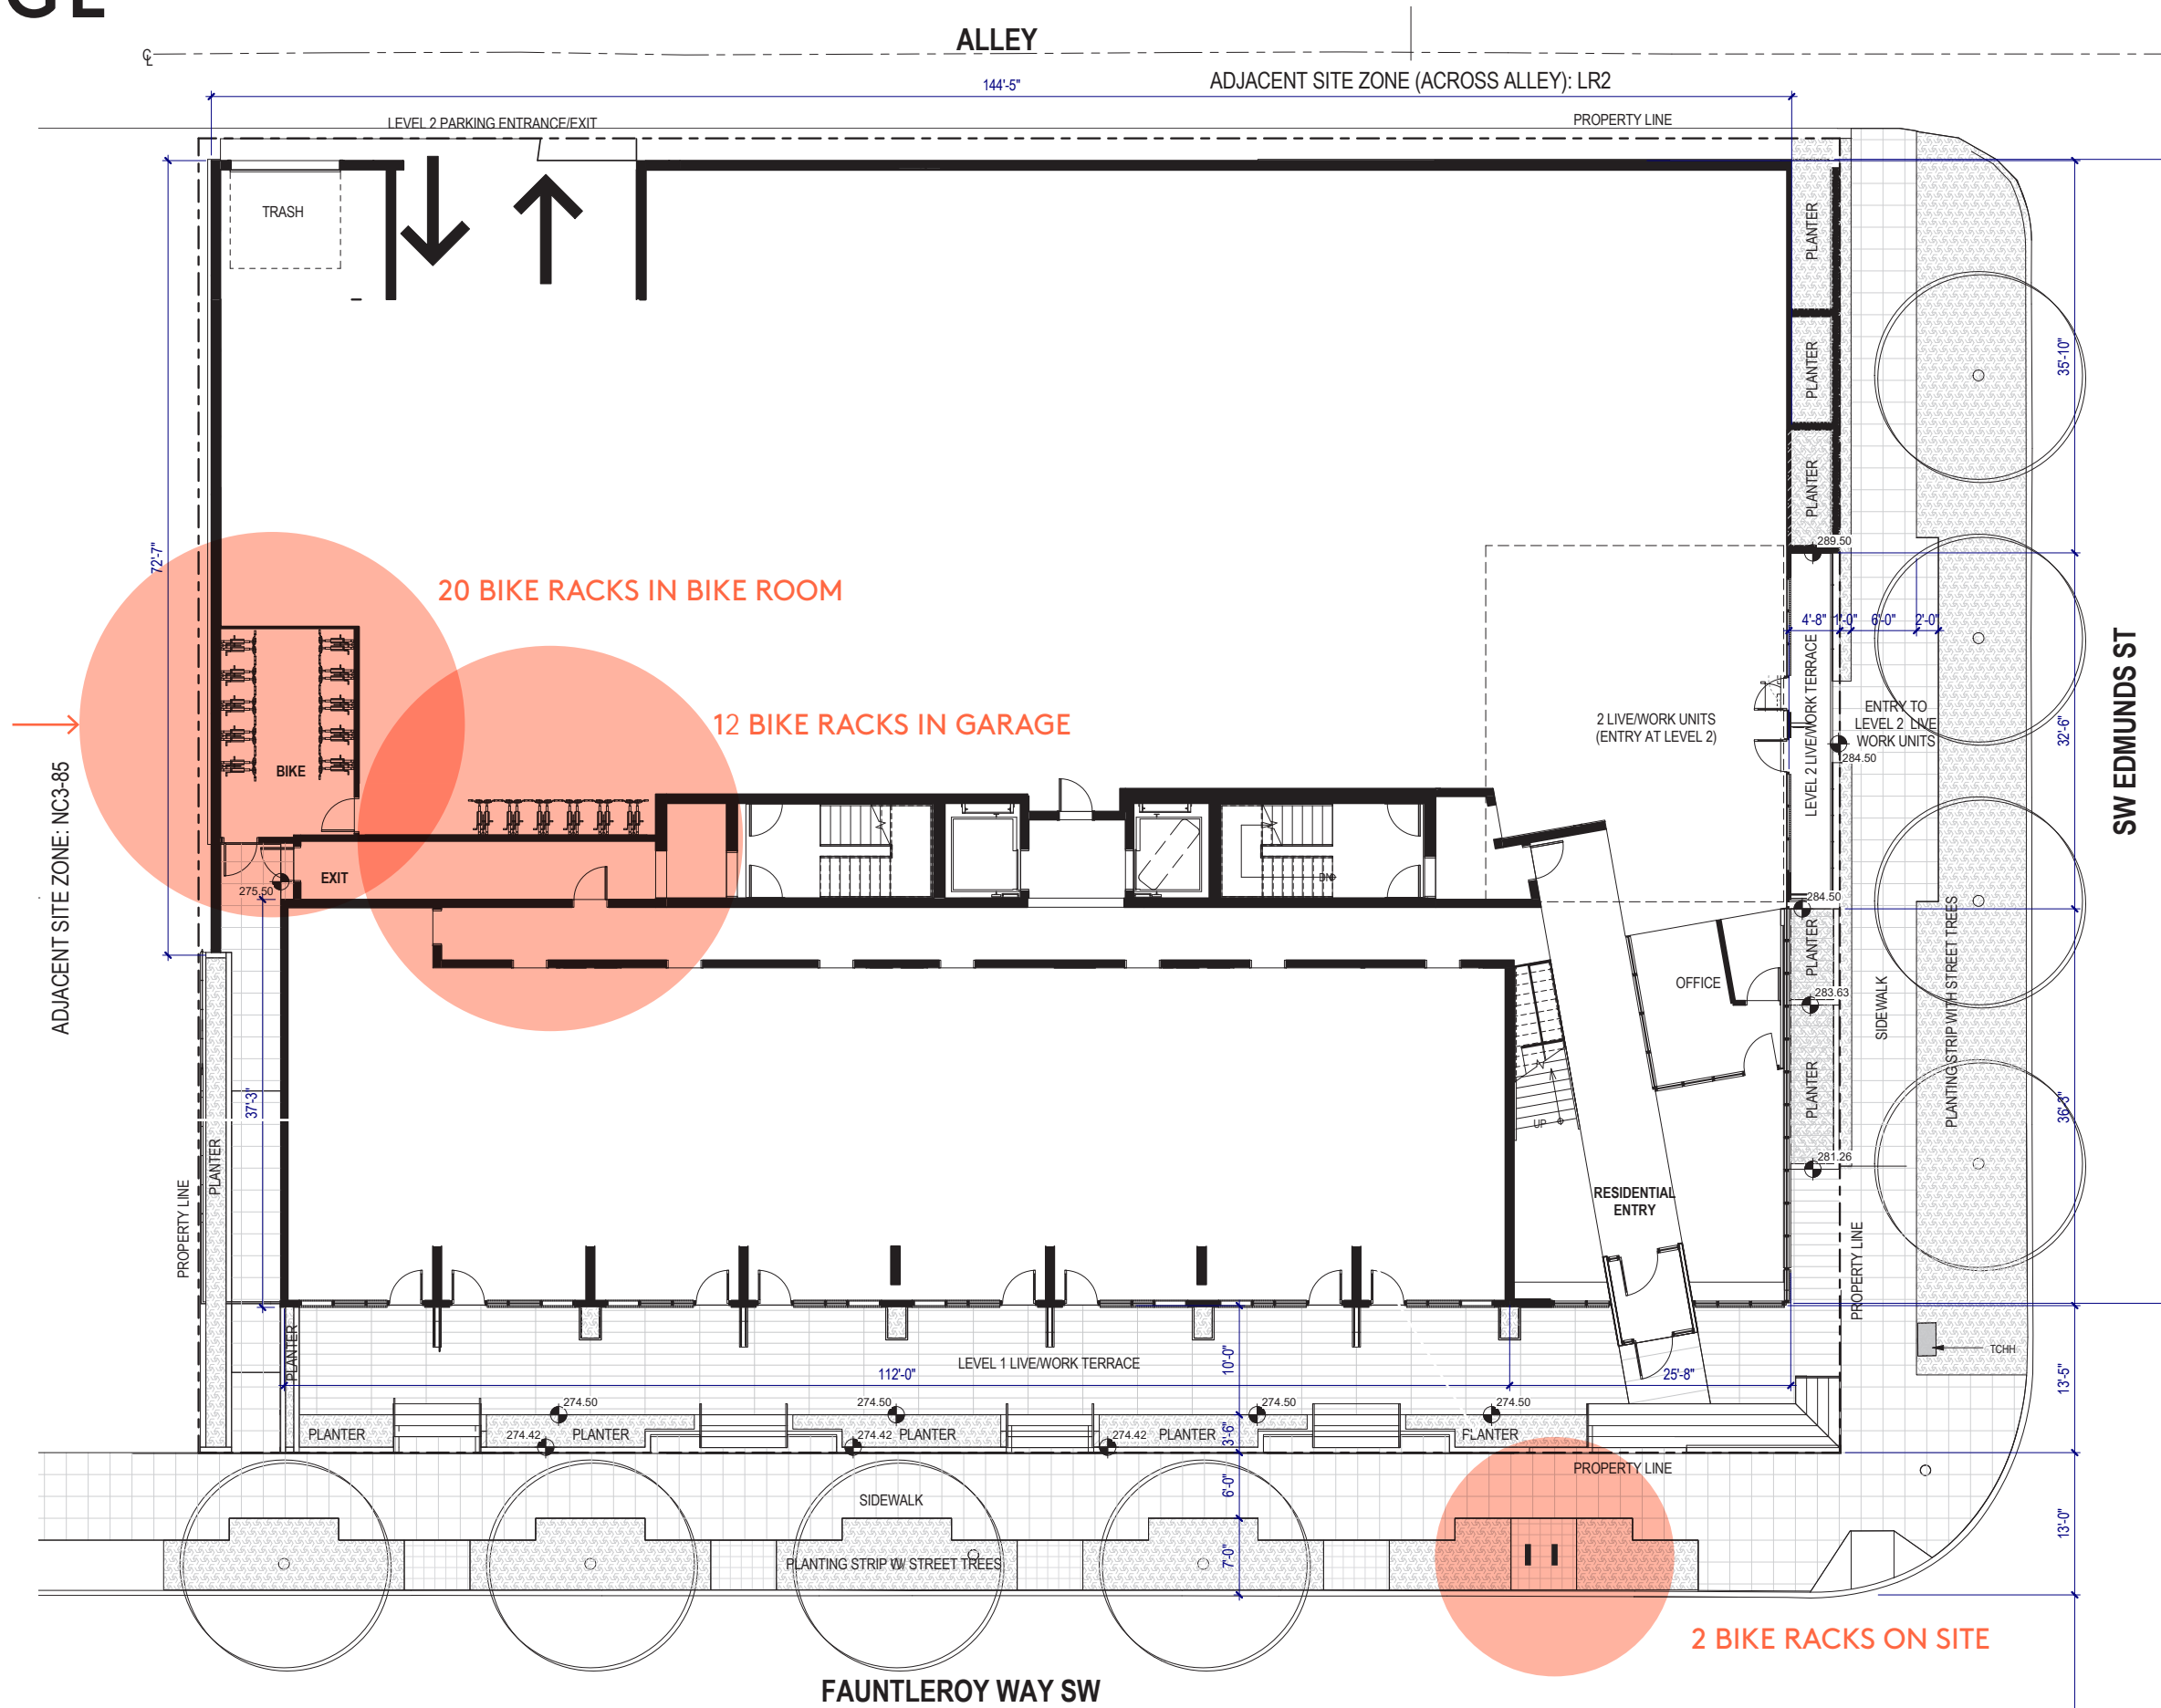 GE
ALLEY
℄
144'-5"
ADJACENT SITE ZONE (ACROSS ALLEY): LR2
LEVEL 2 PARKING ENTRANCE/EXIT
PROPERTY LINE
TRASH
PLANTER
PLANTER
35'-10"
PLANTER
72'-7"
289.50
20 BIKE RACKS IN BIKE ROOM
4'-8"
1'-0"
6'-0"
2'-0"
SW EDMUNDS ST
12 BIKE RACKS IN GARAGE
2 LIVE/WORK UNITS
(ENTRY AT LEVEL 2)
LEVEL 2 LIVE/WORK TERRACE
ENTRY TO
LEVEL 2 LIVE
WORK UNITS
32'-6"
284.50
BIKE
ADJACENT SITE ZONE: NC3-85
EXIT
275.50
DN
284.50
PLANTER
OFFICE
283.63
SIDEWALK
PLANTING STRIP WITH STREET TREES
37'-3"
PLANTER
PLANTER
36'-3"
UP
281.26
RESIDENTIAL
ENTRY
PROPERTY LINE
PROPERTY LINE
PLANTER
LEVEL 1 LIVE/WORK TERRACE
10'-0"
TCHH
112'-0"
25'-8"
13'-5"
274.50
274.50
274.50
274.50
PLANTER
274.42
PLANTER
274.42
PLANTER
274.42
PLANTER
3'-6"
PLANTER
PROPERTY LINE
SIDEWALK
6'-0"
13'-0"
PLANTING STRIP W/ STREET TREES
7'-0"
2 BIKE RACKS ON SITE
FAUNTLEROY WAY SW